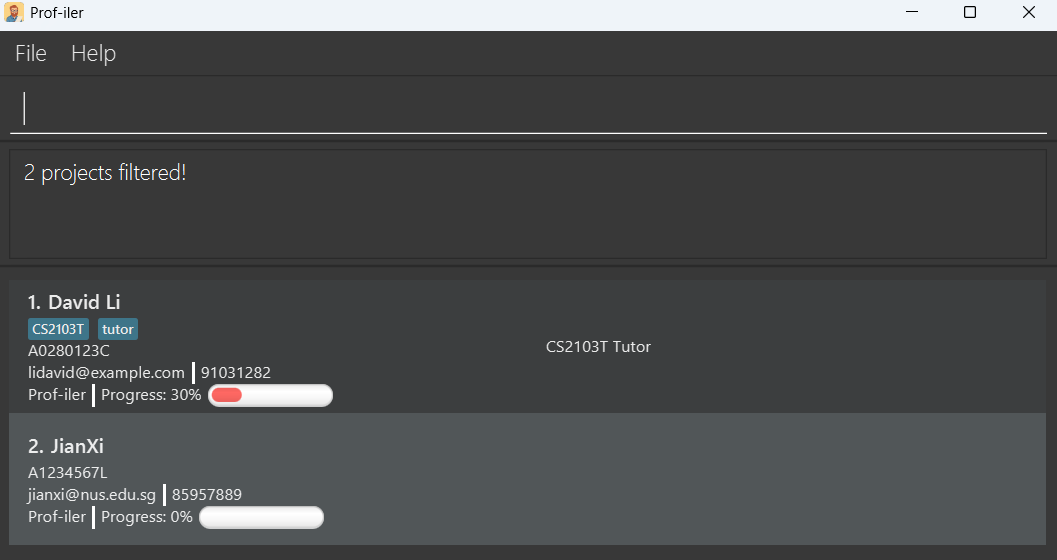 Prof-iler
File Help
2 projects filtered!
1. David Li
CS2103T tutor
A0280123C
CS2103T Tutor
lidavid@example.com 91031282
Prof-iler Progress: 30%
2. JianXi
A1234567L
jianxi@nus.edu.sg 85957889
Prof-iler Progress: 0%